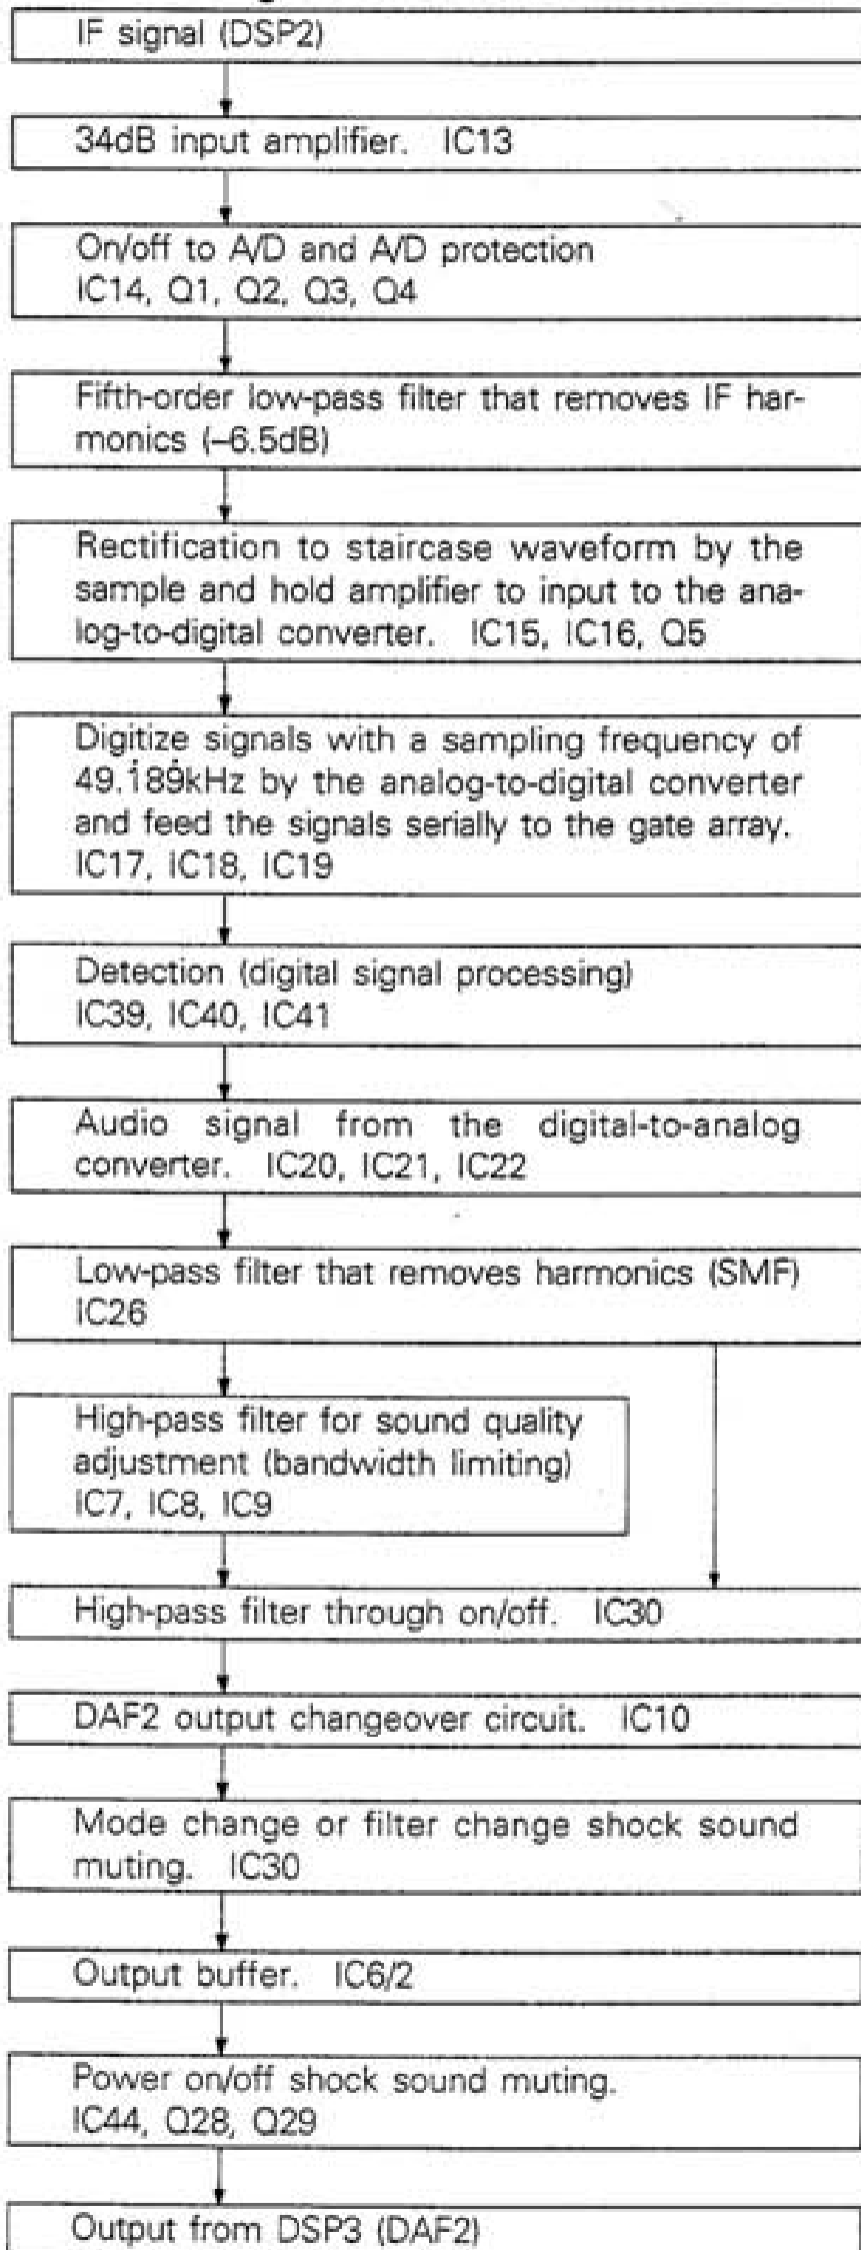 IF signal (DSP2)
34dB input amplifier. IC13
On/off to A/D and A/D protection
IC14, Q1, Q2, Q3, Q4
Fifth-order low-pass filter that removes IF har-
monics (–6.5dB)
Rectification to staircase waveform by the
sample and hold amplifier to input to the ana-
log-to-digital converter. IC15, IC16, Q5
Digitize signals with a sampling frequency of
49.1̇89̇kHz by the analog-to-digital converter
and feed the signals serially to the gate array.
IC17, IC18, IC19
Detection (digital signal processing)
IC39, IC40, IC41
Audio signal from the digital-to-analog
converter. IC20, IC21, IC22
Low-pass filter that removes harmonics (SMF)
IC26
High-pass filter for sound quality
adjustment (bandwidth limiting)
IC7, IC8, IC9
High-pass filter through on/off. IC30
DAF2 output changeover circuit. IC10
Mode change or filter change shock sound
muting. IC30
Output buffer. IC6/2
Power on/off shock sound muting.
IC44, Q28, Q29
Output from DSP3 (DAF2)